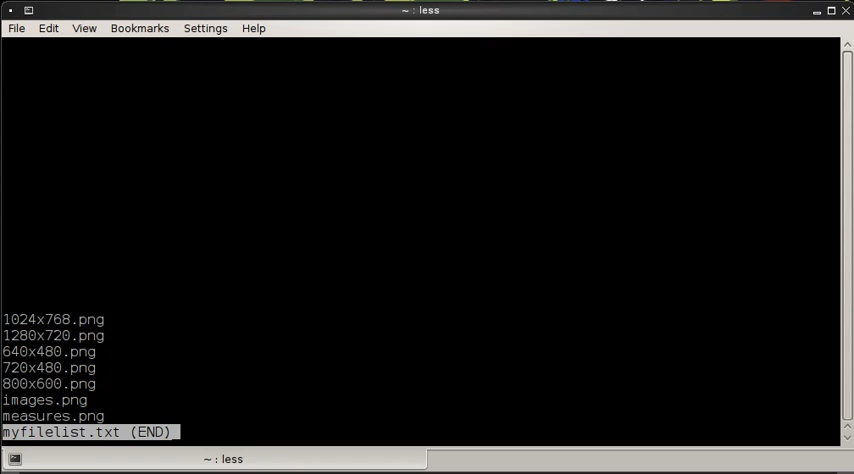 ~ : less
File Edit View Bookmarks Settings Help
1024x768.png
1280x720.png
640x480.png
720x480.png
800x600.png
images.png
measures.png
myfilelist.txt (END)
~ : less